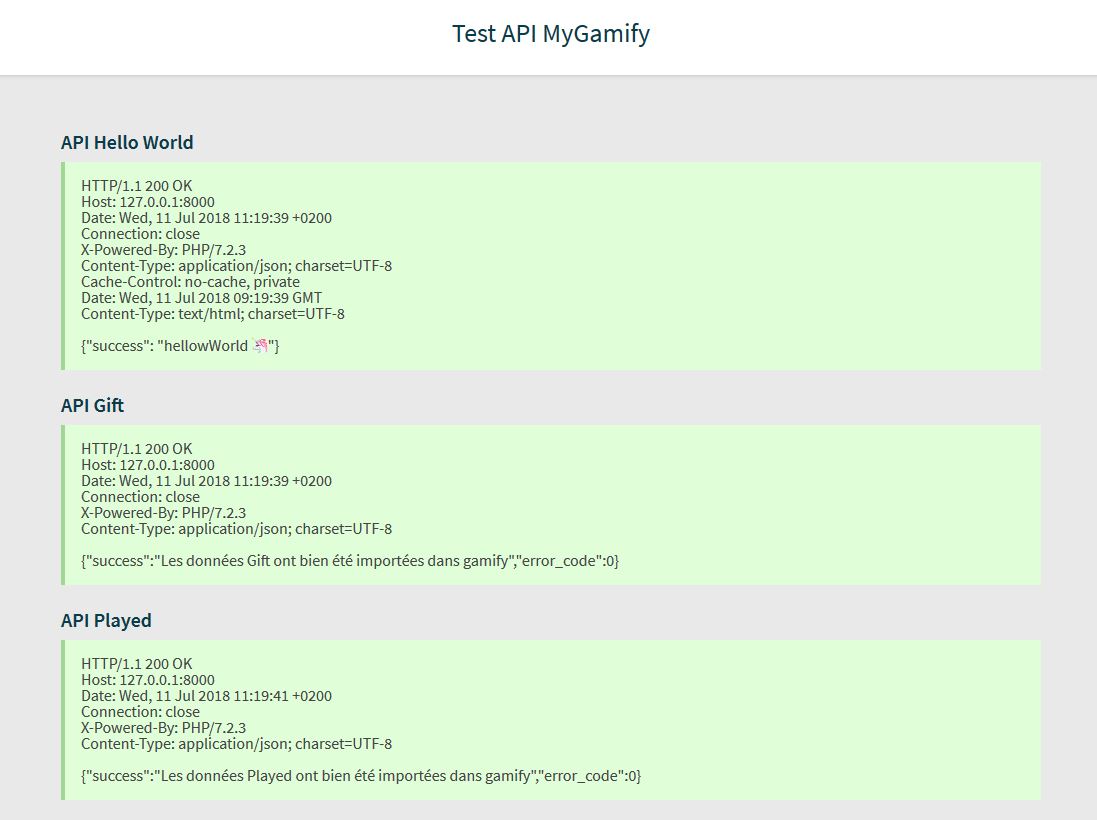 Test API MyGamify
API Hello World
HTTP/1.1 200 OK
Host: 127.0.0.1:8000
Date: Wed, 11 Jul 2018 11:19:39 +0200
Connection: close
X-Powered-By: PHP/7.2.3
Content-Type: application/json; charset=UTF-8
Cache-Control: no-cache, private
Date: Wed, 11 Jul 2018 09:19:39 GMT
Content-Type: text/html; charset=UTF-8
{"success": "hellowWorld 🦄"}
API Gift
HTTP/1.1 200 OK
Host: 127.0.0.1:8000
Date: Wed, 11 Jul 2018 11:19:39 +0200
Connection: close
X-Powered-By: PHP/7.2.3
Content-Type: application/json; charset=UTF-8
{"success":"Les données Gift ont bien été importées dans gamify","error_code":0}
API Played
HTTP/1.1 200 OK
Host: 127.0.0.1:8000
Date: Wed, 11 Jul 2018 11:19:41 +0200
Connection: close
X-Powered-By: PHP/7.2.3
Content-Type: application/json; charset=UTF-8
{"success":"Les données Played ont bien été importées dans gamify","error_code":0}